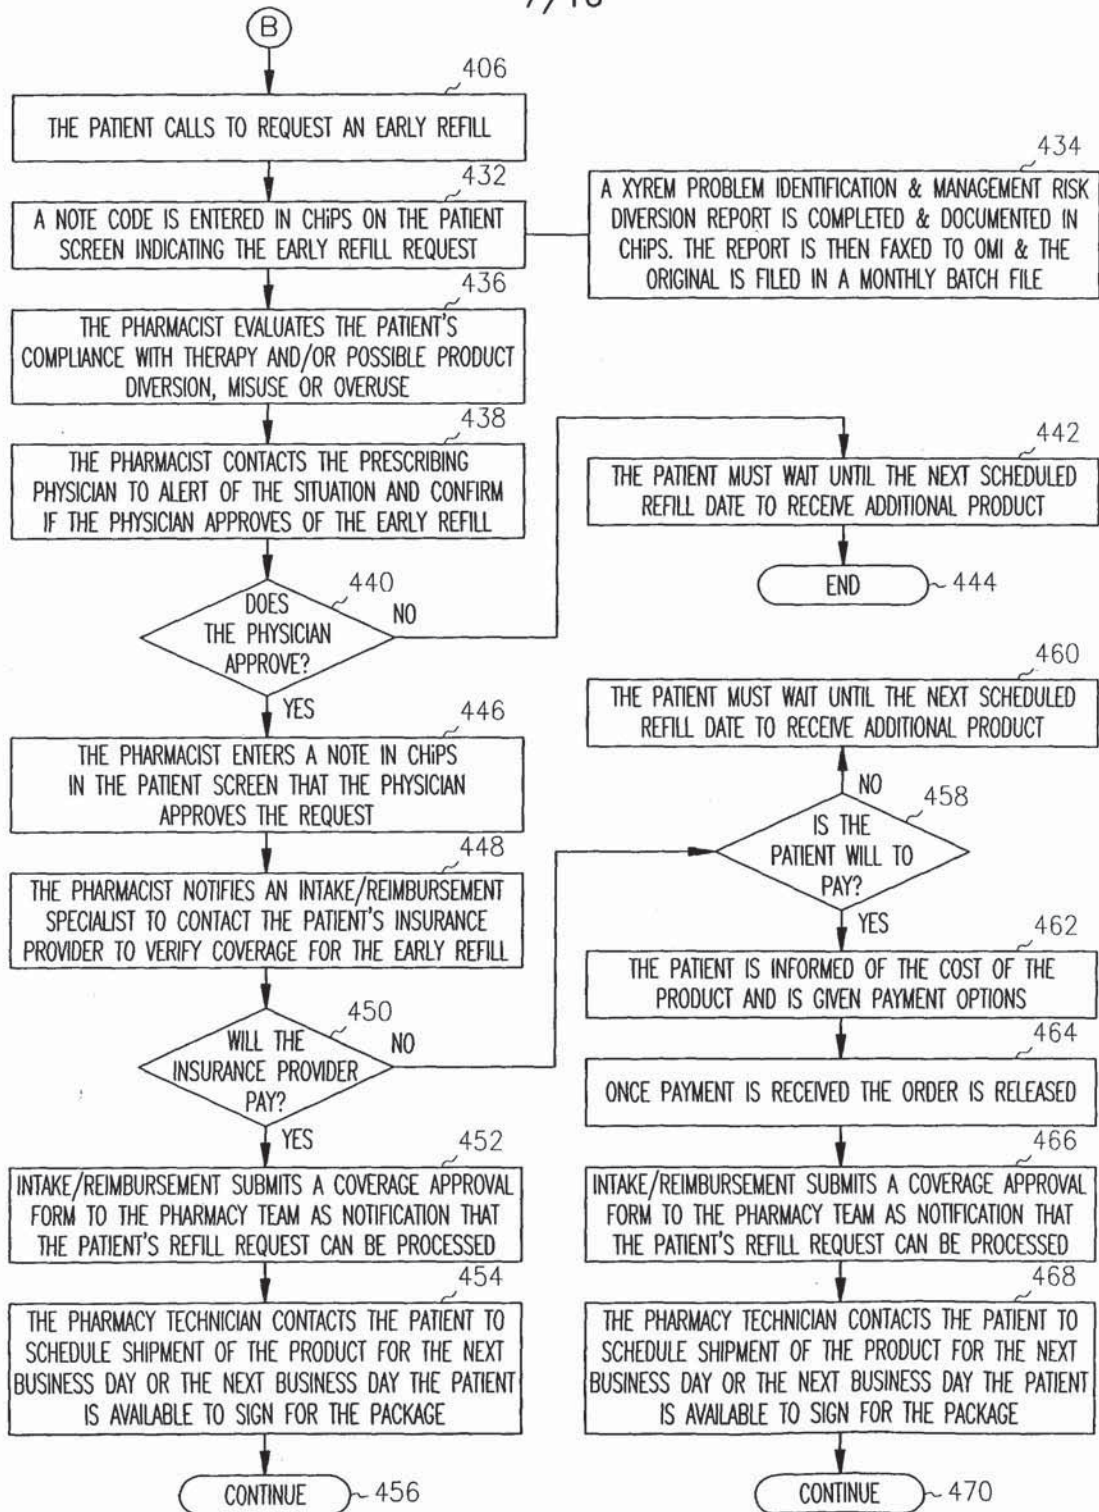 B
406
THE PATIENT CALLS TO REQUEST AN EARLY REFILL
432
A NOTE CODE IS ENTERED IN CHiPS ON THE PATIENT
SCREEN INDICATING THE EARLY REFILL REQUEST
434
A XYREM PROBLEM IDENTIFICATION & MANAGEMENT RISK
DIVERSION REPORT IS COMPLETED & DOCUMENTED IN
CHiPS. THE REPORT IS THEN FAXED TO OMI & THE
ORIGINAL IS FILED IN A MONTHLY BATCH FILE
436
THE PHARMACIST EVALUATES THE PATIENT'S
COMPLIANCE WITH THERAPY AND/OR POSSIBLE PRODUCT
DIVERSION, MISUSE OR OVERUSE
438
THE PHARMACIST CONTACTS THE PRESCRIBING
PHYSICIAN TO ALERT OF THE SITUATION AND CONFIRM
IF THE PHYSICIAN APPROVES OF THE EARLY REFILL
440
DOES
THE PHYSICIAN
APPROVE?
NO
YES
442
THE PATIENT MUST WAIT UNTIL THE NEXT SCHEDULED
REFILL DATE TO RECEIVE ADDITIONAL PRODUCT
END
444
446
THE PHARMACIST ENTERS A NOTE IN CHiPS
IN THE PATIENT SCREEN THAT THE PHYSICIAN
APPROVES THE REQUEST
448
THE PHARMACIST NOTIFIES AN INTAKE/REIMBURSEMENT
SPECIALIST TO CONTACT THE PATIENT'S INSURANCE
PROVIDER TO VERIFY COVERAGE FOR THE EARLY REFILL
450
WILL THE
INSURANCE PROVIDER
PAY?
NO
YES
452
INTAKE/REIMBURSEMENT SUBMITS A COVERAGE APPROVAL
FORM TO THE PHARMACY TEAM AS NOTIFICATION THAT
THE PATIENT'S REFILL REQUEST CAN BE PROCESSED
454
THE PHARMACY TECHNICIAN CONTACTS THE PATIENT TO
SCHEDULE SHIPMENT OF THE PRODUCT FOR THE NEXT
BUSINESS DAY OR THE NEXT BUSINESS DAY THE PATIENT
IS AVAILABLE TO SIGN FOR THE PACKAGE
CONTINUE
456
460
THE PATIENT MUST WAIT UNTIL THE NEXT SCHEDULED
REFILL DATE TO RECEIVE ADDITIONAL PRODUCT
NO
458
IS THE
PATIENT WILL TO
PAY?
YES
462
THE PATIENT IS INFORMED OF THE COST OF THE
PRODUCT AND IS GIVEN PAYMENT OPTIONS
464
ONCE PAYMENT IS RECEIVED THE ORDER IS RELEASED
466
INTAKE/REIMBURSEMENT SUBMITS A COVERAGE APPROVAL
FORM TO THE PHARMACY TEAM AS NOTIFICATION THAT
THE PATIENT'S REFILL REQUEST CAN BE PROCESSED
468
THE PHARMACY TECHNICIAN CONTACTS THE PATIENT TO
SCHEDULE SHIPMENT OF THE PRODUCT FOR THE NEXT
BUSINESS DAY OR THE NEXT BUSINESS DAY THE PATIENT
IS AVAILABLE TO SIGN FOR THE PACKAGE
CONTINUE
470